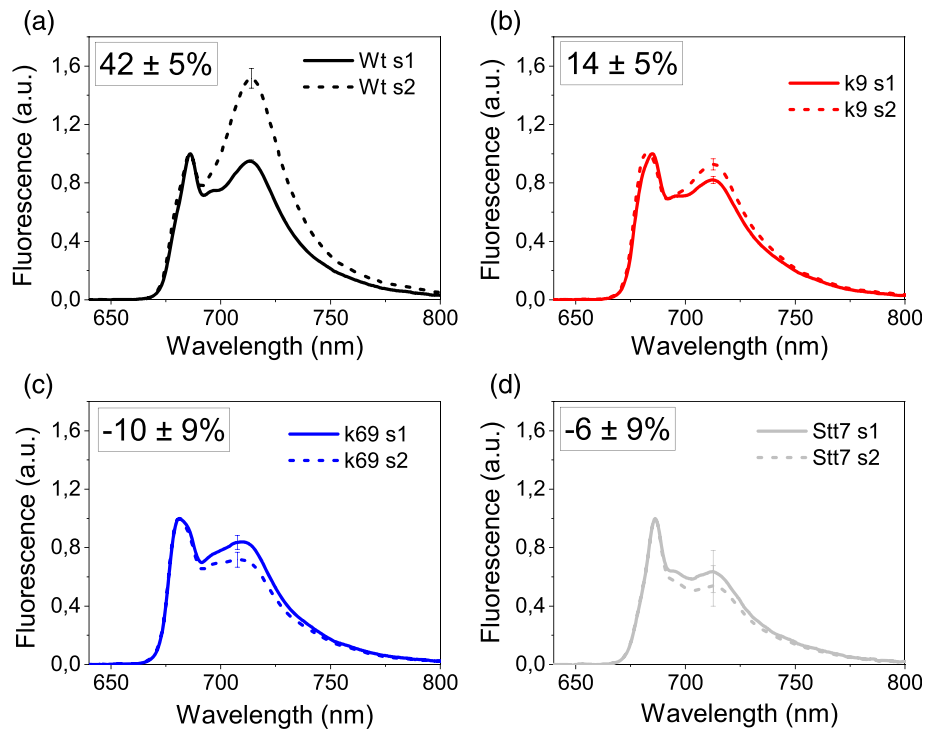 (a)
42 ± 5%
Wt s1
Wt s2
Fluorescence (a.u.)
1,6
1,2
0,8
0,4
0,0
650 700 750 800
Wavelength (nm)
(b)
14 ± 5%
k9 s1
k9 s2
Fluorescence (a.u.)
1,6
1,2
0,8
0,4
0,0
650 700 750 800
Wavelength (nm)
(c)
-10 ± 9%
k69 s1
k69 s2
Fluorescence (a.u.)
1,6
1,2
0,8
0,4
0,0
650 700 750 800
Wavelength (nm)
(d)
-6 ± 9%
Stt7 s1
Stt7 s2
Fluorescence (a.u.)
1,6
1,2
0,8
0,4
0,0
650 700 750 800
Wavelength (nm)